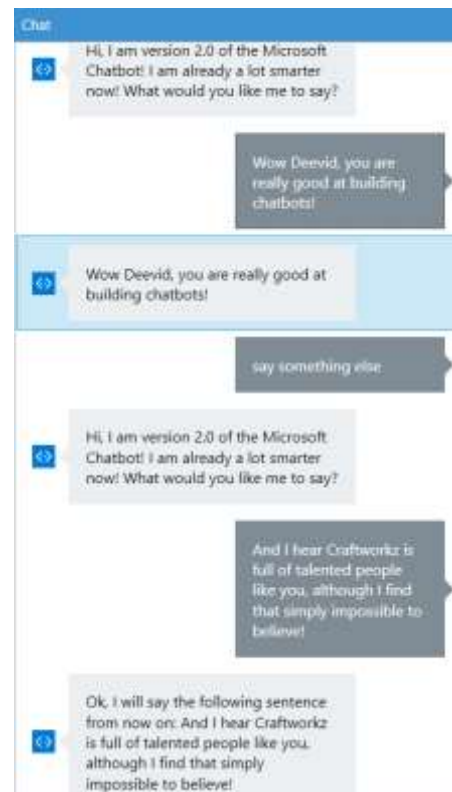 Chat
Hi, I am version 2.0 of the Microsoft
Chatbot! I am already a lot smarter
now! What would you like me to say?
Wow Deevid, you are
really good at building
chatbots!
Wow Deevid, you are really good at
building chatbots!
say something else
Hi, I am version 2.0 of the Microsoft
Chatbot! I am already a lot smarter
now! What would you like me to say?
And I hear Craftworkz is
full of talented people
like you, although I find
that simply impossible to
believe!
Ok, I will say the following sentence
from now on: And I hear Craftworkz
is full of talented people like you,
although I find that simply
impossible to believe!